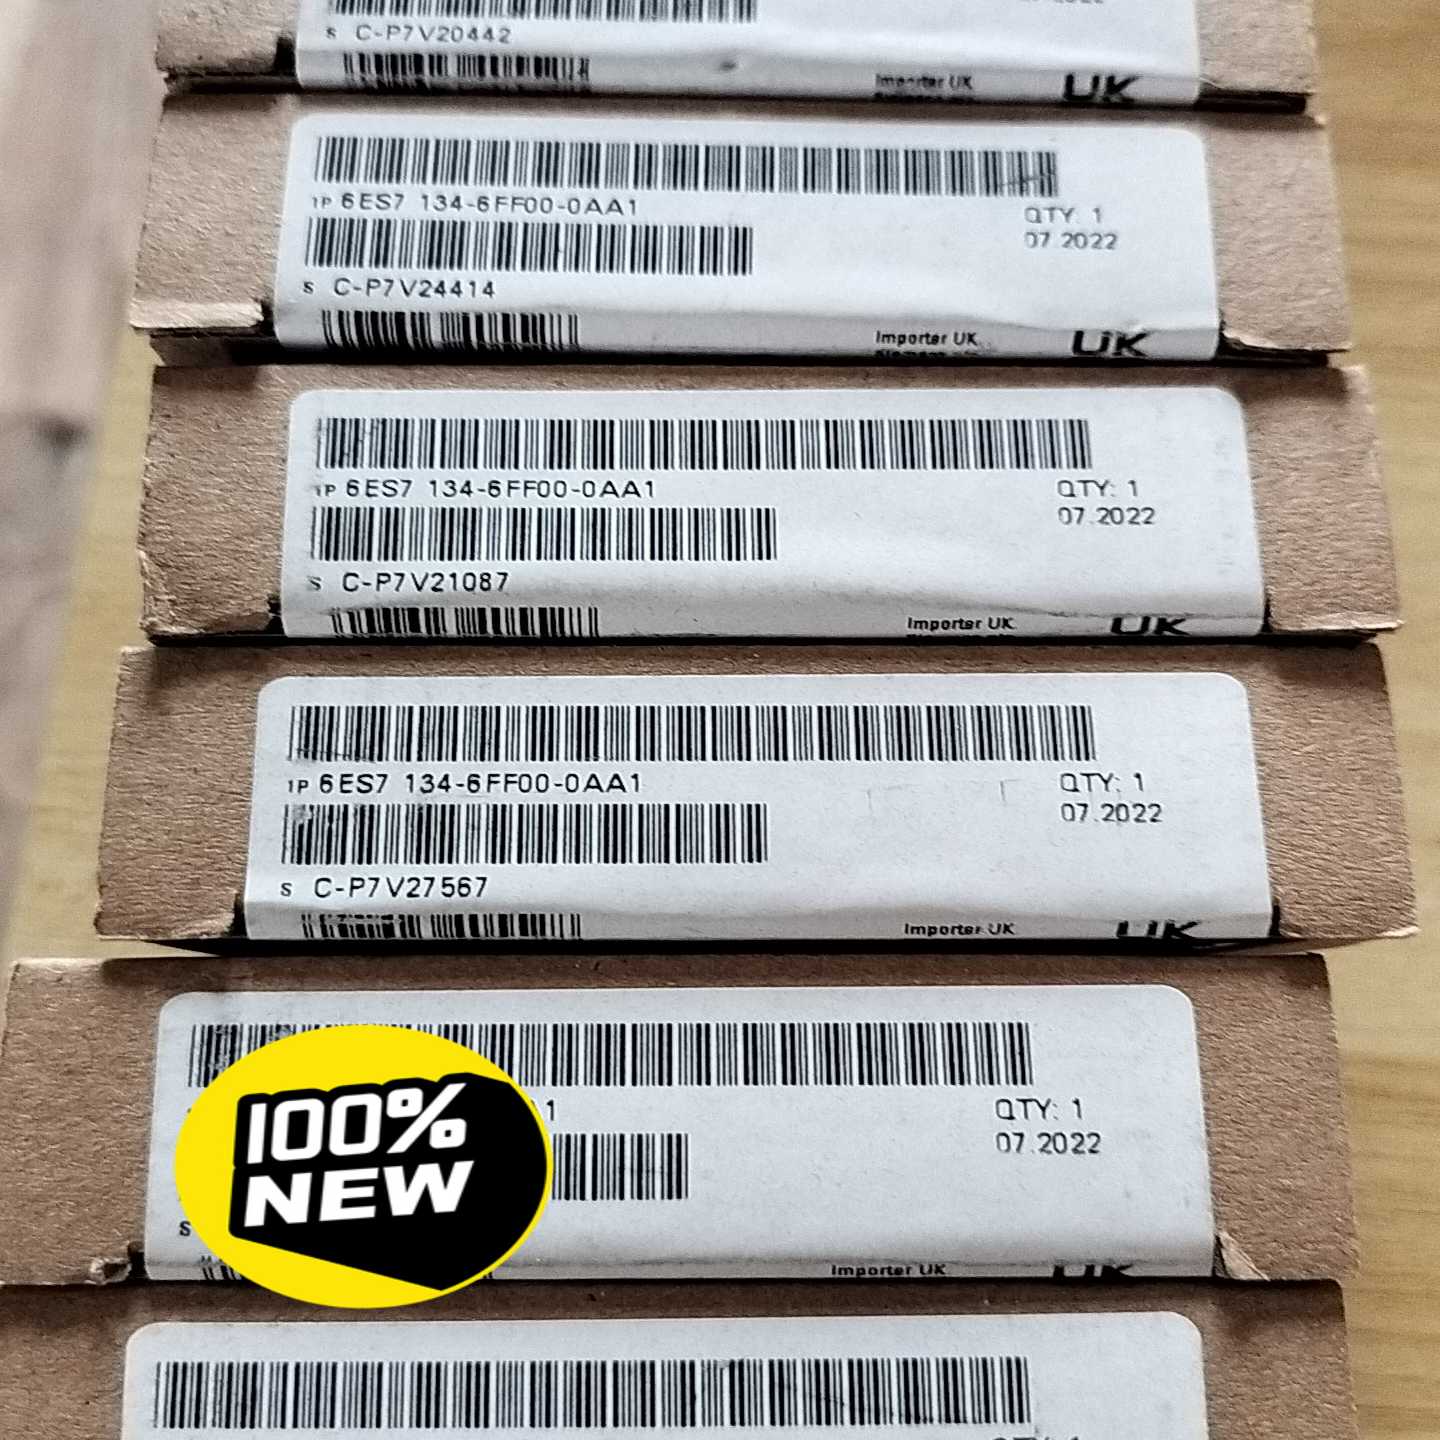 S C-P7V20442
Importer UK
UK
1P 6ES7 134-6FF00-0AA1
QTY: 1
07.2022
S C-P7V24414
Importer UK
UK
1P 6ES7 134-6FF00-0AA1
QTY: 1
07.2022
S C-P7V21087
Importer UK
UK
1P 6ES7 134-6FF00-0AA1
QTY: 1
07.2022
S C-P7V27567
Importer UK
UK
100%
NEW
QTY: 1
07.2022
S
Importer UK
UK